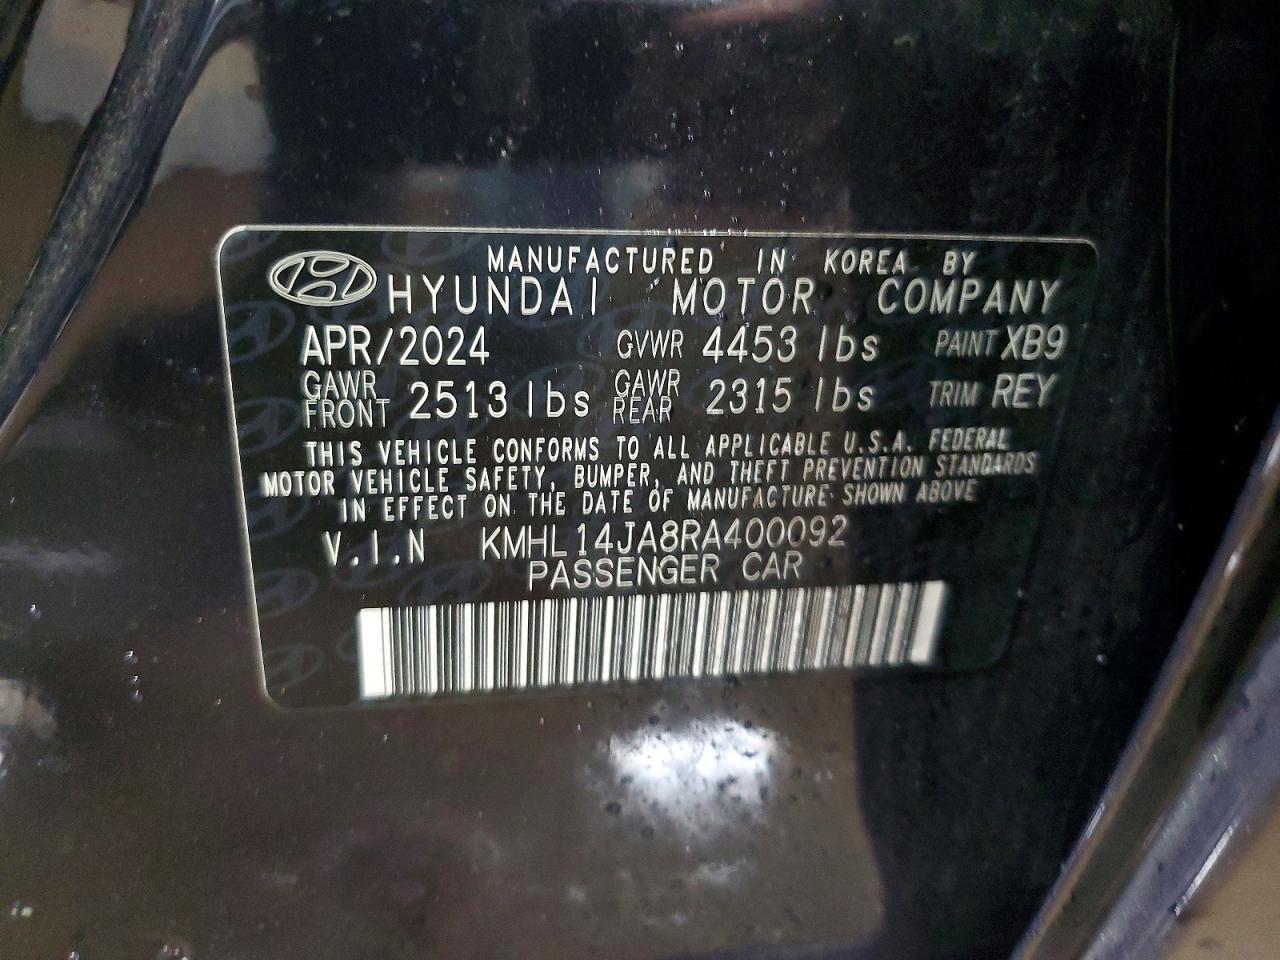 MANUFACTURED IN KOREA BY
HYUNDAI MOTOR COMPANY
APR/2024 GVWR 4453 lbs PAINT XB9
GAWR FRONT 2513 lbs GAWR REAR 2315 lbs TRIM REY
THIS VEHICLE CONFORMS TO ALL APPLICABLE U.S.A. FEDERAL
MOTOR VEHICLE SAFETY, BUMPER, AND THEFT PREVENTION STANDARDS
IN EFFECT ON THE DATE OF MANUFACTURE SHOWN ABOVE
V.I.N KMHL14JA8RA400092
PASSENGER CAR